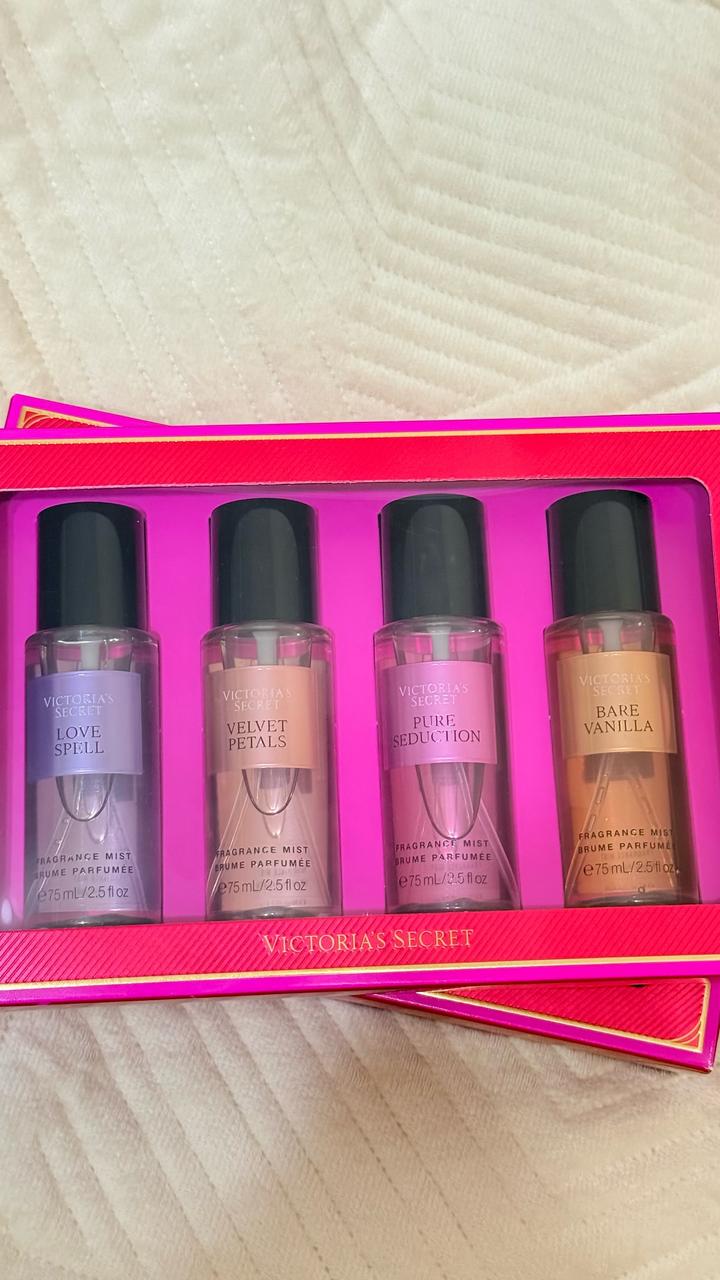 VICTORIA'S
SECRET
LOVE
SPELL
FRAGRANCE MIST
BRUME PARFUMÉE
℮ 75 mL/2.5 fl oz
VICTORIA'S
SECRET
VELVET
PETALS
FRAGRANCE MIST
BRUME PARFUMÉE
℮ 75 mL/2.5 fl oz
VICTORIA'S
SECRET
PURE
SEDUCTION
FRAGRANCE MIST
BRUME PARFUMÉE
℮ 75 mL/2.5 fl oz
VICTORIA'S
SECRET
BARE
VANILLA
FRAGRANCE MIST
BRUME PARFUMÉE
℮ 75 mL/2.5 fl oz
VICTORIA'S SECRET